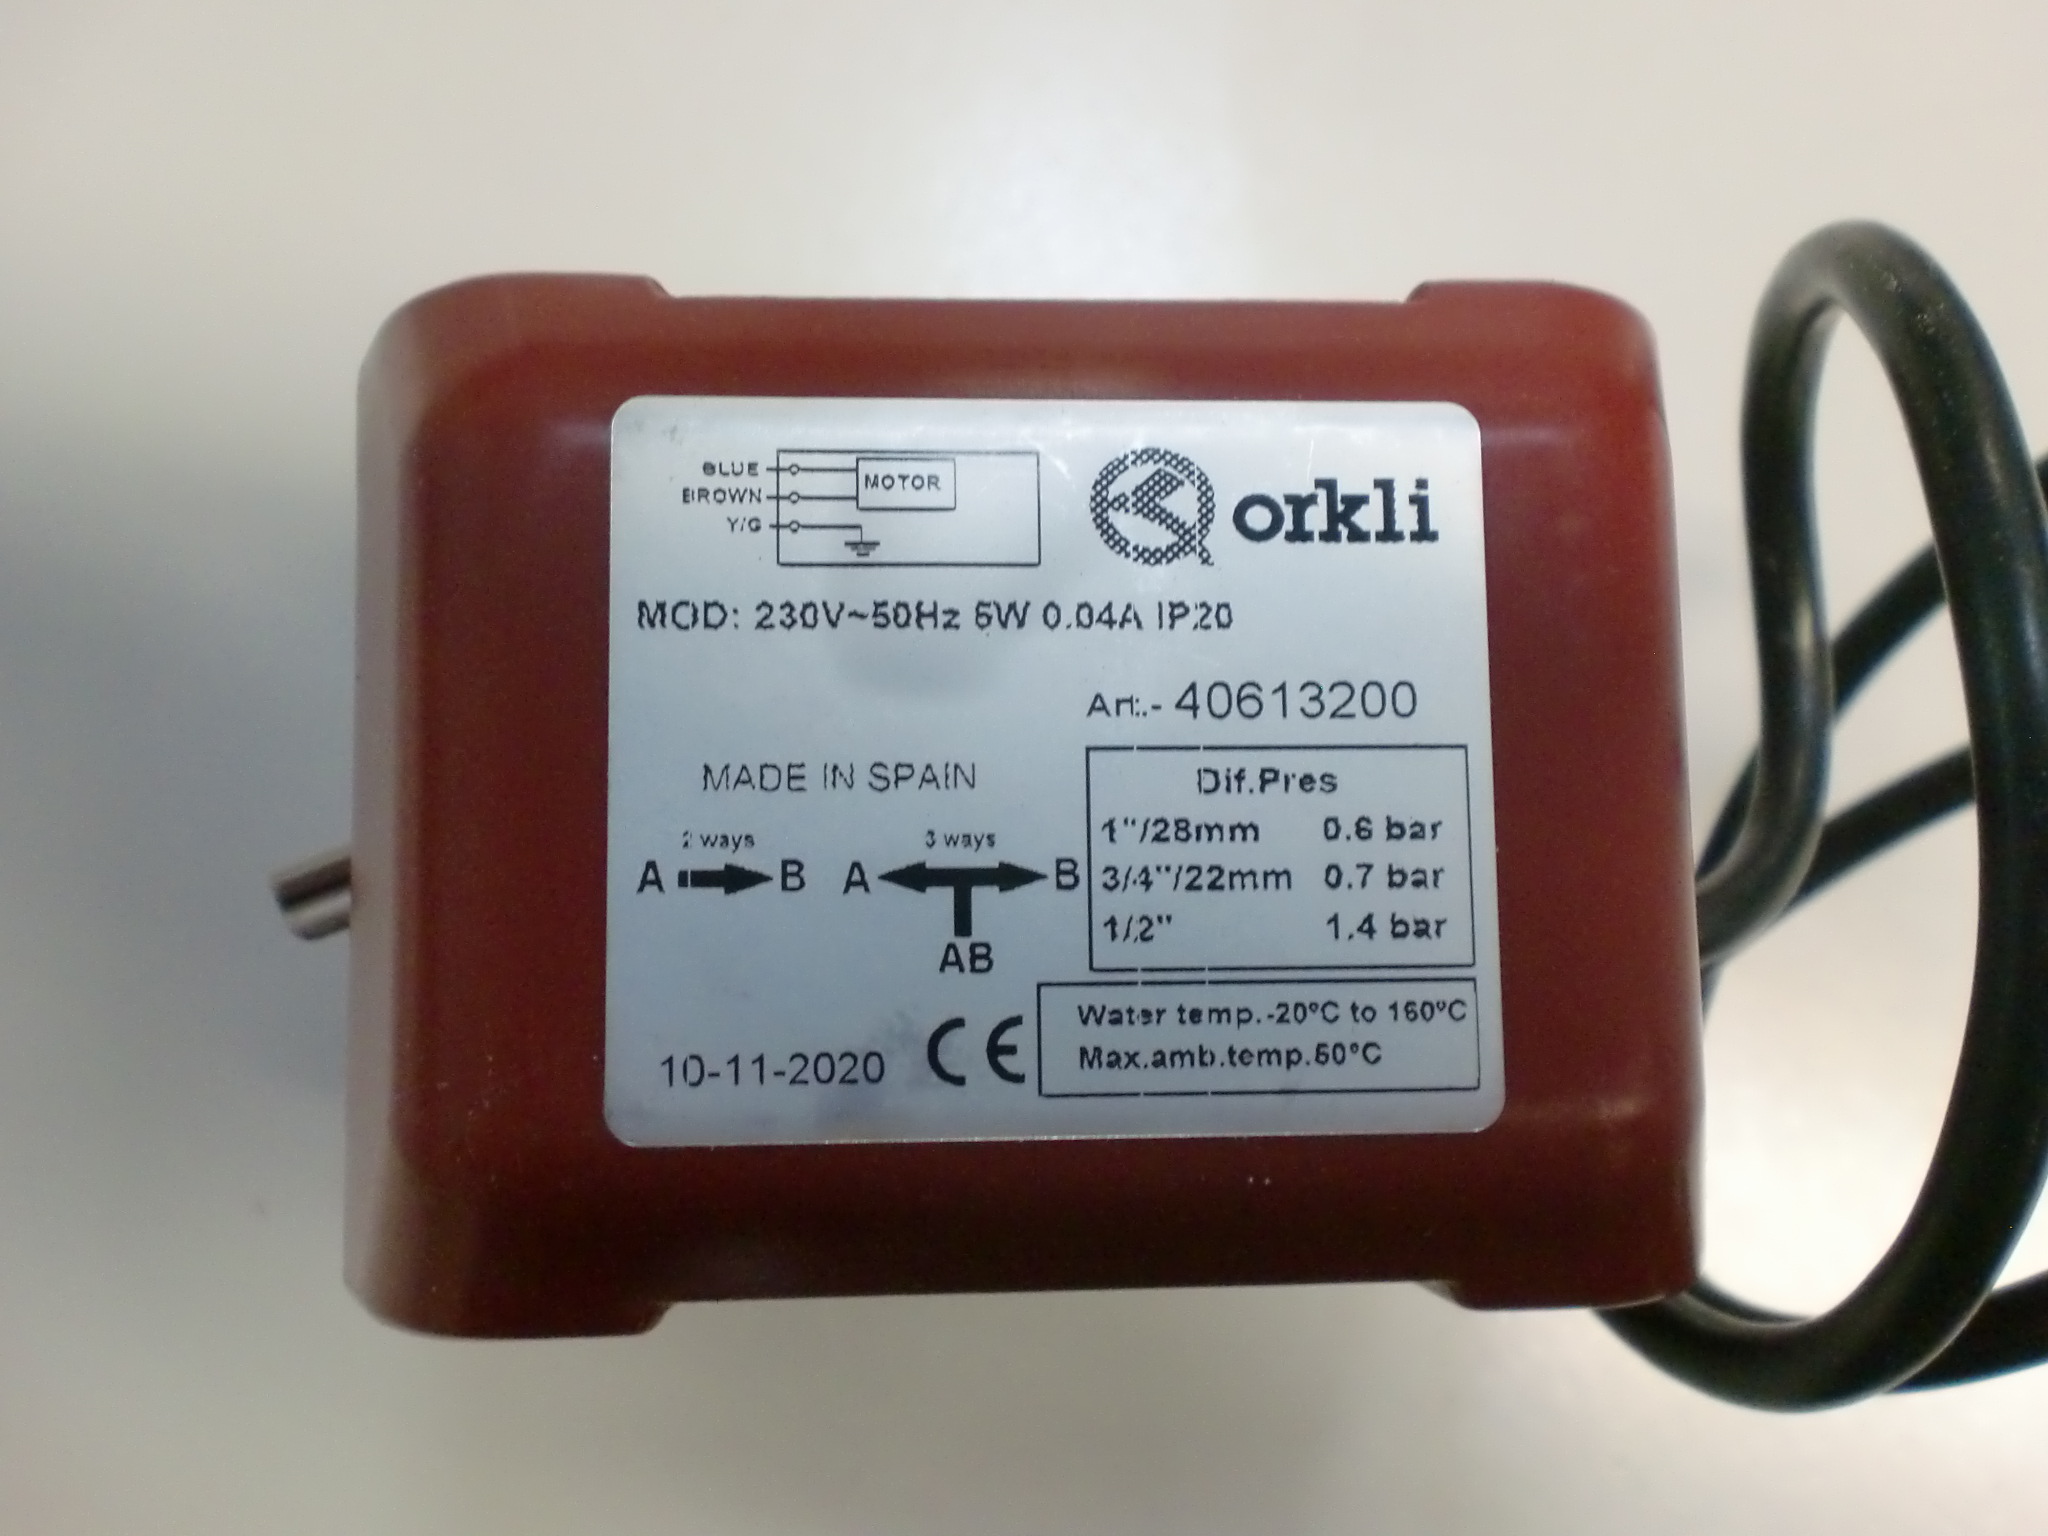 BLUE
BROWN
Y/G
MOTOR
orkli
MOD: 230V~50Hz 6W 0.04A IP20
Art.- 40613200
MADE IN SPAIN
2 ways
A B
3 ways
A B
AB
Dif.Pres
1"/28mm 0.6 bar
3/4"/22mm 0.7 bar
1/2" 1.4 bar
10-11-2020 CE
Water temp.-20ºC to 160ºC
Max.amb.temp.60ºC